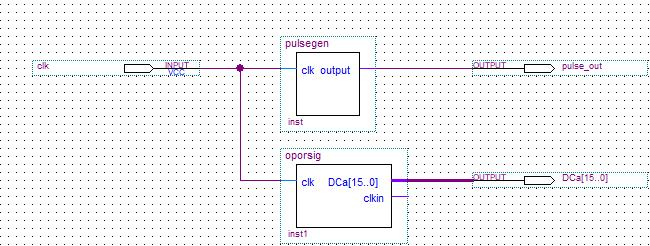 pulsegen
clk INPUT VCC clk output OUTPUT pulse_out
inst
oporsig
clk DCa[15..0] OUTPUT DCa[15..0]
clkin
inst1